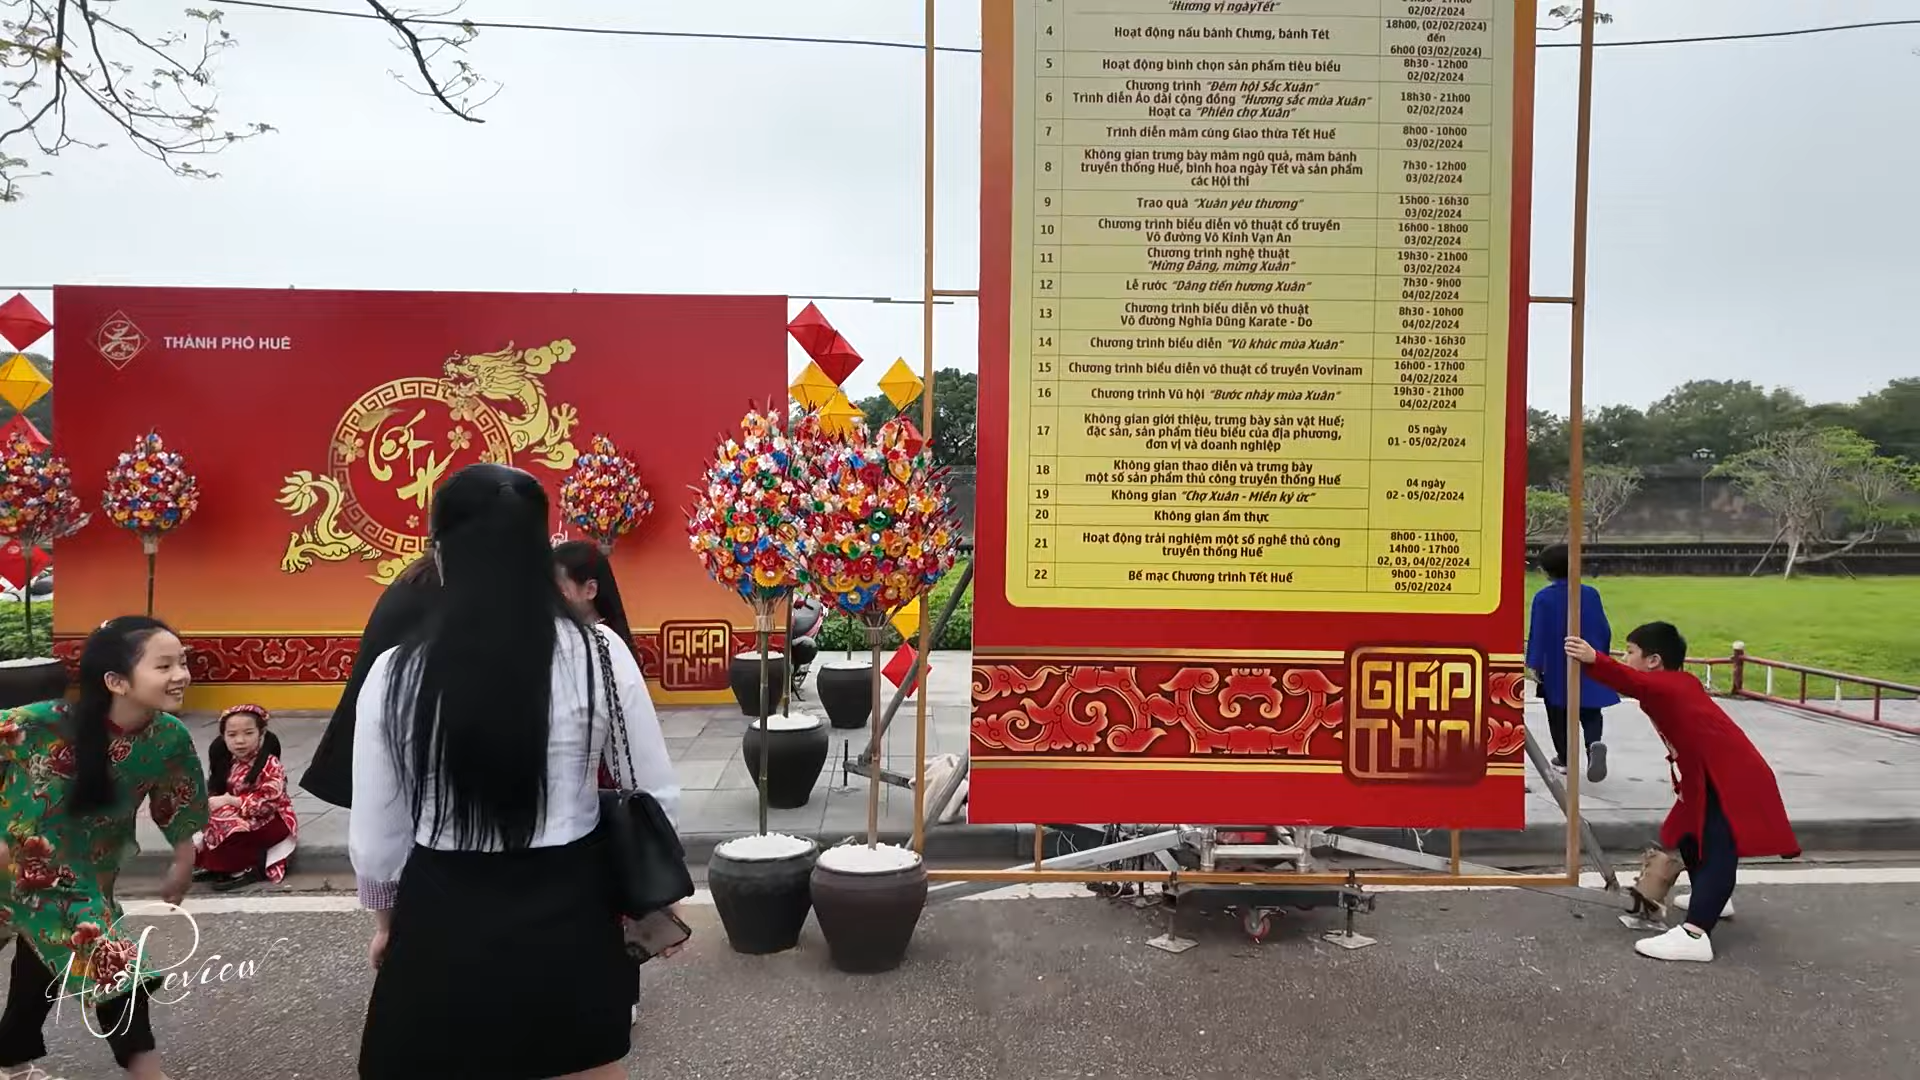 THÀNH PHỐ HUẾ
GIÁP
THÌN
"Hương vị ngày Tết"
02/02/2024
4
Hoạt động nấu bánh Chưng, bánh Tét
18h00, (02/02/2024)
đến
6h00 (03/02/2024)
5
Hoạt động bình chọn sản phẩm tiêu biểu
8h30 - 12h00
02/02/2024
6
Chương trình "Đêm hội Sắc Xuân"
Trình diễn Áo dài cộng đồng "Hương sắc mùa Xuân"
Hoạt ca "Phiên chợ Xuân"
18h30 - 21h00
02/02/2024
7
Trình diễn mâm cúng Giao thừa Tết Huế
8h00 - 10h00
03/02/2024
8
Không gian trưng bày mâm ngũ quả, mâm bánh
truyền thống Huế, bình hoa ngày Tết và sản phẩm
các Hội thi
7h30 - 12h00
03/02/2024
9
Trao quà "Xuân yêu thương"
15h00 - 16h30
03/02/2024
10
Chương trình biểu diễn võ thuật cổ truyền
Võ đường Võ Kinh Vạn An
16h00 - 18h00
03/02/2024
11
Chương trình nghệ thuật
"Mừng Đảng, mừng Xuân"
19h30 - 21h00
03/02/2024
12
Lễ rước "Dâng tiến hương Xuân"
7h30 - 9h00
04/02/2024
13
Chương trình biểu diễn võ thuật
Võ đường Nghĩa Dũng Karate - Do
8h30 - 10h00
04/02/2024
14
Chương trình biểu diễn "Vũ khúc mùa Xuân"
14h30 - 16h30
04/02/2024
15
Chương trình biểu diễn võ thuật cổ truyền Vovinam
16h00 - 17h00
04/02/2024
16
Chương trình Vũ hội "Bước nhảy mùa Xuân"
19h30 - 21h00
04/02/2024
17
Không gian giới thiệu, trưng bày sản vật Huế;
đặc sản, sản phẩm tiêu biểu của địa phương,
đơn vị và doanh nghiệp
05 ngày
01 - 05/02/2024
18
Không gian thao diễn và trưng bày
một số sản phẩm thủ công truyền thống Huế
04 ngày
02 - 05/02/2024
19
Không gian "Chợ Xuân - Miền ký ức"
20
Không gian ẩm thực
21
Hoạt động trải nghiệm một số nghề thủ công
truyền thống Huế
8h00 - 11h00,
14h00 - 17h00
02, 03, 04/02/2024
22
Bế mạc Chương trình Tết Huế
9h00 - 10h30
05/02/2024
GIÁP
THÌN
HueReview